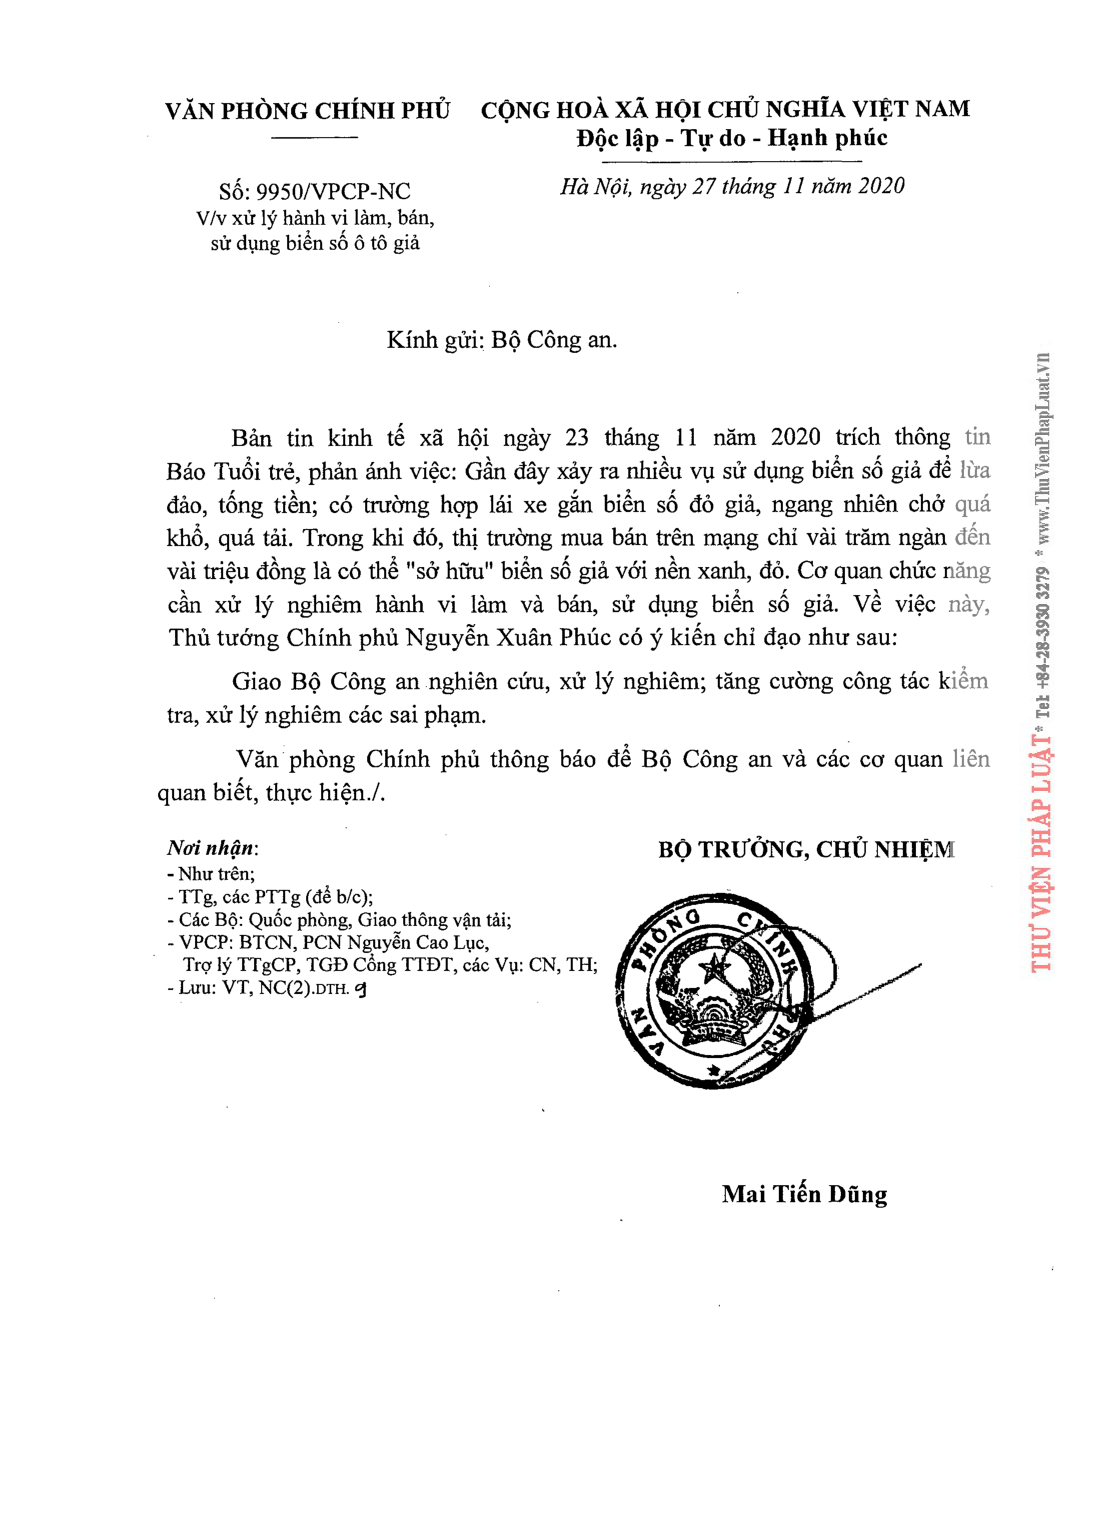 VĂN PHÒNG CHÍNH PHỦ
CỘNG HOÀ XÃ HỘI CHỦ NGHĨA VIỆT NAM
Độc lập - Tự do - Hạnh phúc
Số: 9950/VPCP-NC
V/v xử lý hành vi làm, bán,
sử dụng biển số ô tô giả
Hà Nội, ngày 27 tháng 11 năm 2020
Kính gửi: Bộ Công an.
Bản tin kinh tế xã hội ngày 23 tháng 11 năm 2020 trích thông tin
Báo Tuổi trẻ, phản ánh việc: Gần đây xảy ra nhiều vụ sử dụng biển số giả để lừa
đảo, tống tiền; có trường hợp lái xe gắn biển số đỏ giả, ngang nhiên chở quá
khổ, quá tải. Trong khi đó, thị trường mua bán trên mạng chỉ vài trăm ngàn đến
vài triệu đồng là có thể "sở hữu" biển số giả với nền xanh, đỏ. Cơ quan chức năng
cần xử lý nghiêm hành vi làm và bán, sử dụng biển số giả. Về việc này,
Thủ tướng Chính phủ Nguyễn Xuân Phúc có ý kiến chỉ đạo như sau:
Giao Bộ Công an nghiên cứu, xử lý nghiêm; tăng cường công tác kiểm
tra, xử lý nghiêm các sai phạm.
Văn phòng Chính phủ thông báo để Bộ Công an và các cơ quan liên
quan biết, thực hiện./.
Nơi nhận:
- Như trên;
- TTg, các PTTg (để b/c);
- Các Bộ: Quốc phòng, Giao thông vận tải;
- VPCP: BTCN, PCN Nguyễn Cao Lục,
Trợ lý TTgCP, TGĐ Cổng TTĐT, các Vụ: CN, TH;
- Lưu: VT, NC(2).DTH.
BỘ TRƯỞNG, CHỦ NHIỆM
VĂN PHÒNG CHÍNH PHỦ
Mai Tiến Dũng
THƯ VIỆN PHÁP LUẬT * Tel: +84-28-3930 3279 * www.ThuVienPhapLuat.vn